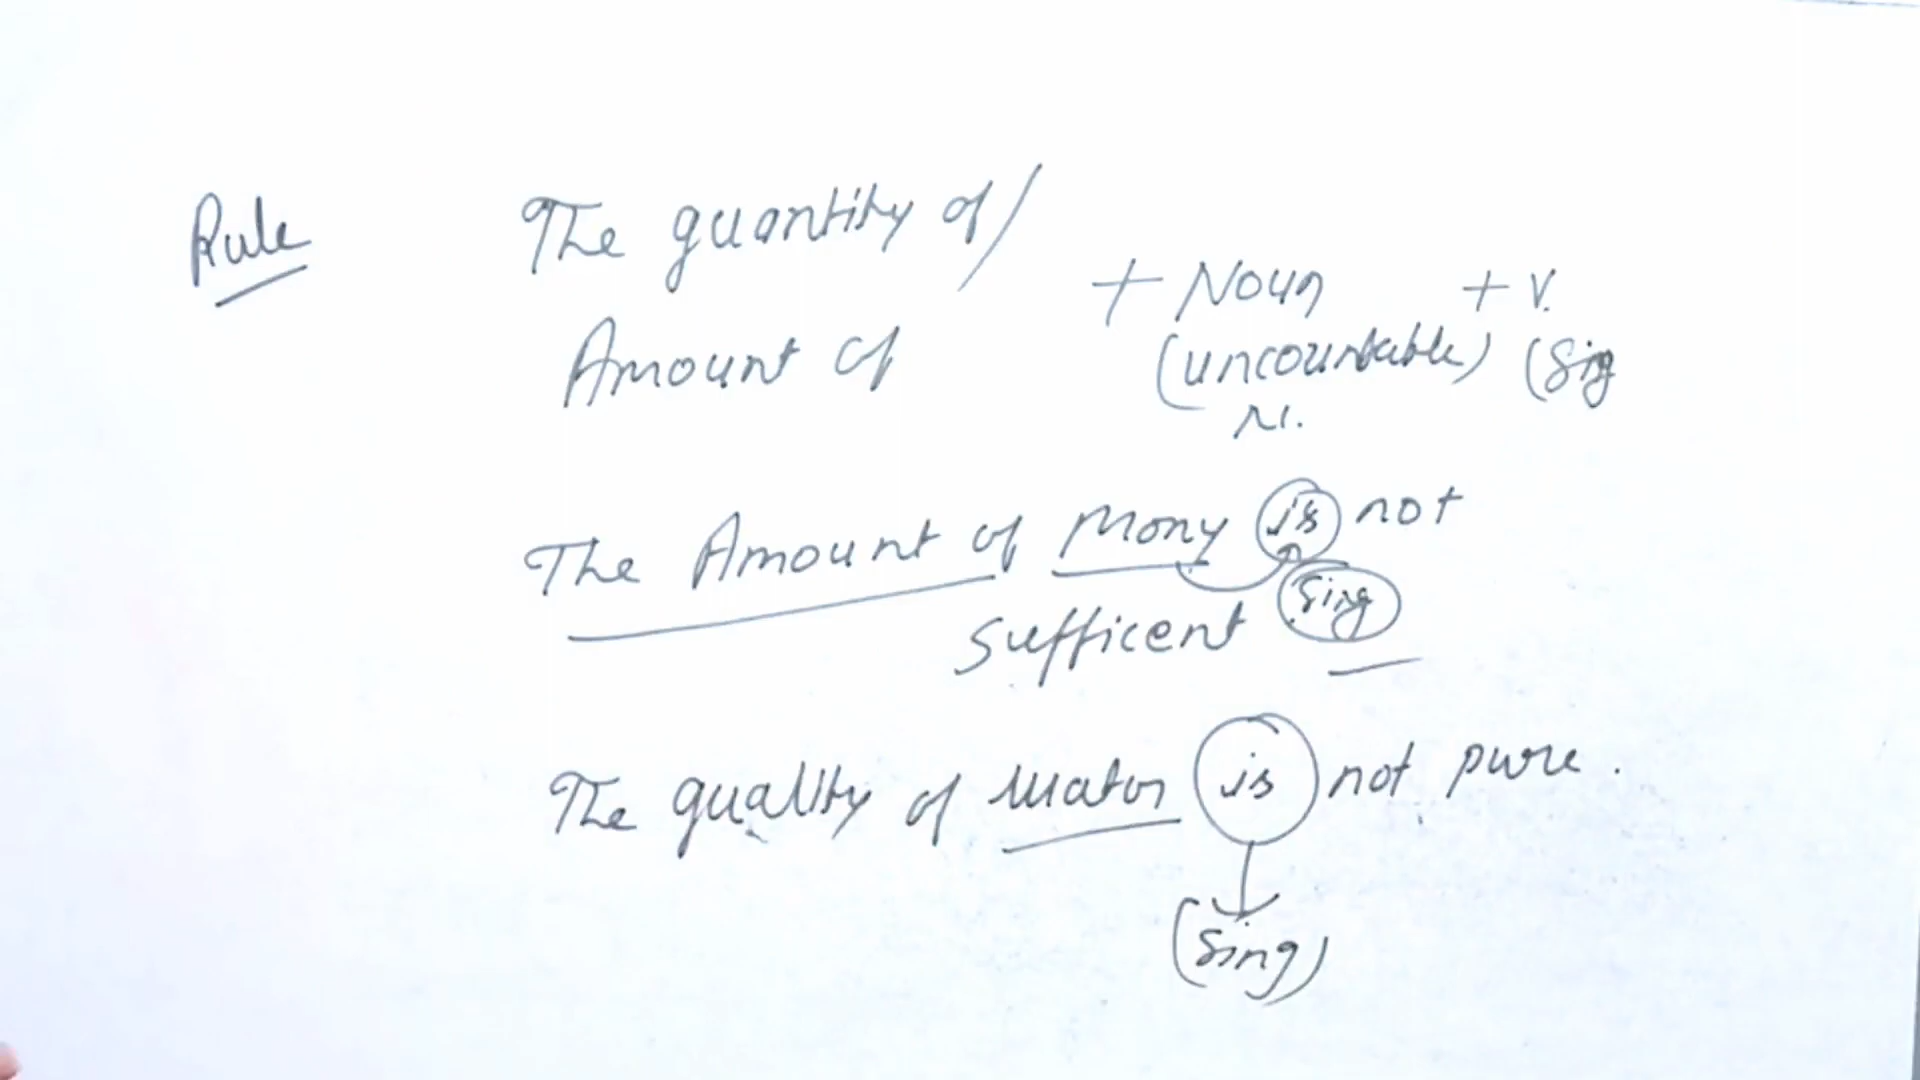 Rule The quantity of/
+ Noun + V.
Amount of (uncountable) (Sing
N.
The Amount of Mony is not
sufficent sing
The quality of water is not pure.
(Sing)